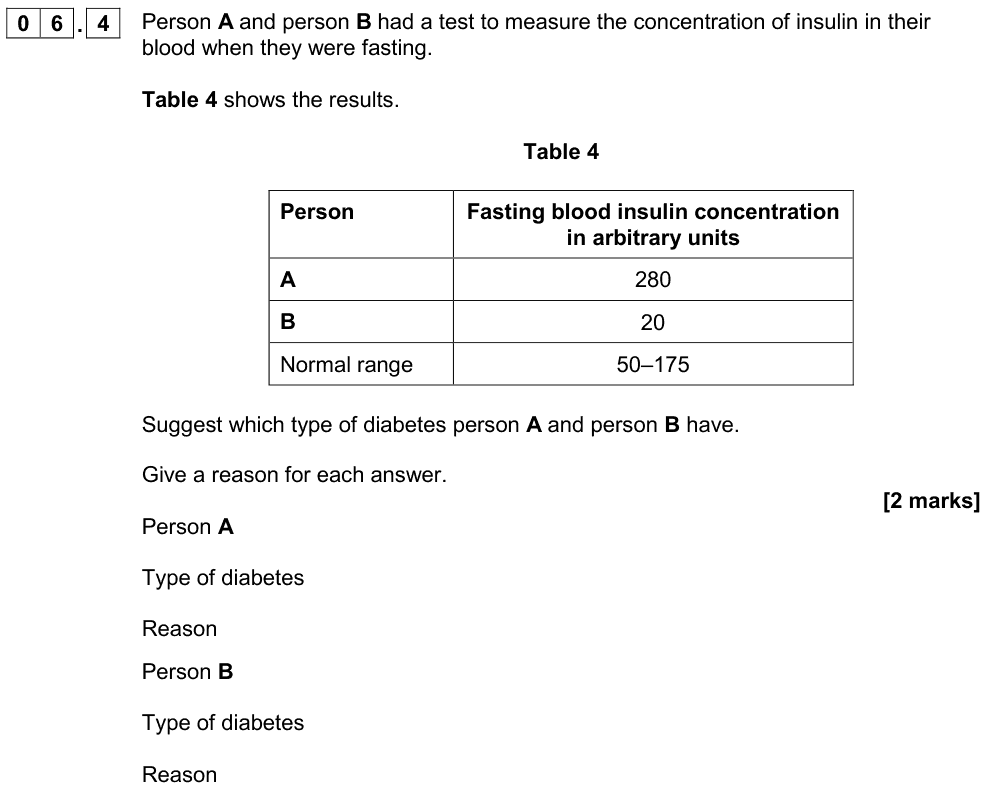 06.4 Person A and person B had a test to measure the concentration of insulin in their
blood when they were fasting.
Table 4 shows the results.
Table 4
Person Fasting blood insulin concentration
in arbitrary units
A 280
B 20
Normal range 50–175
Suggest which type of diabetes person A and person B have.
Give a reason for each answer.
[2 marks]
Person A
Type of diabetes
Reason
Person B
Type of diabetes
Reason